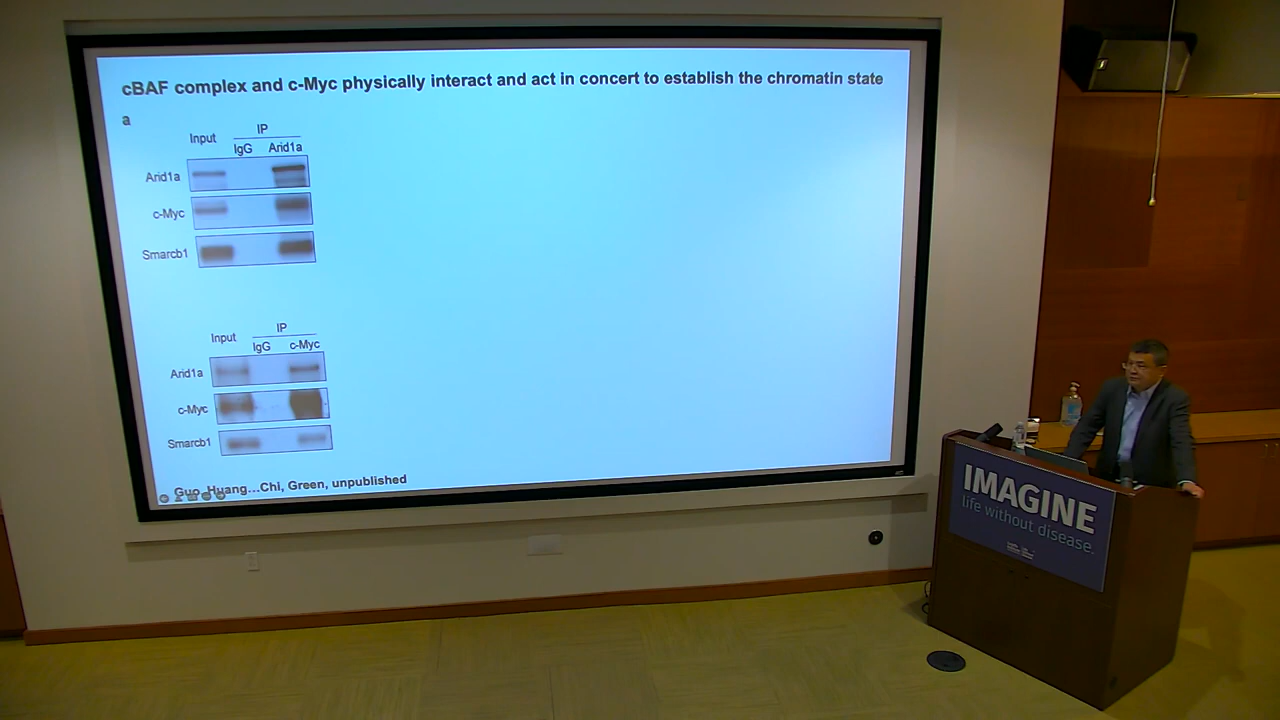 cBAF complex and c-Myc physically interact and act in concert to establish the chromatin state
a
IP
Input
IgG Arid1a
Arid1a
c-Myc
Smarcb1
IP
Input
IgG c-Myc
Arid1a
c-Myc
Smarcb1
Guo, Huang...Chi, Green, unpublished
IMAGINE
life without disease.